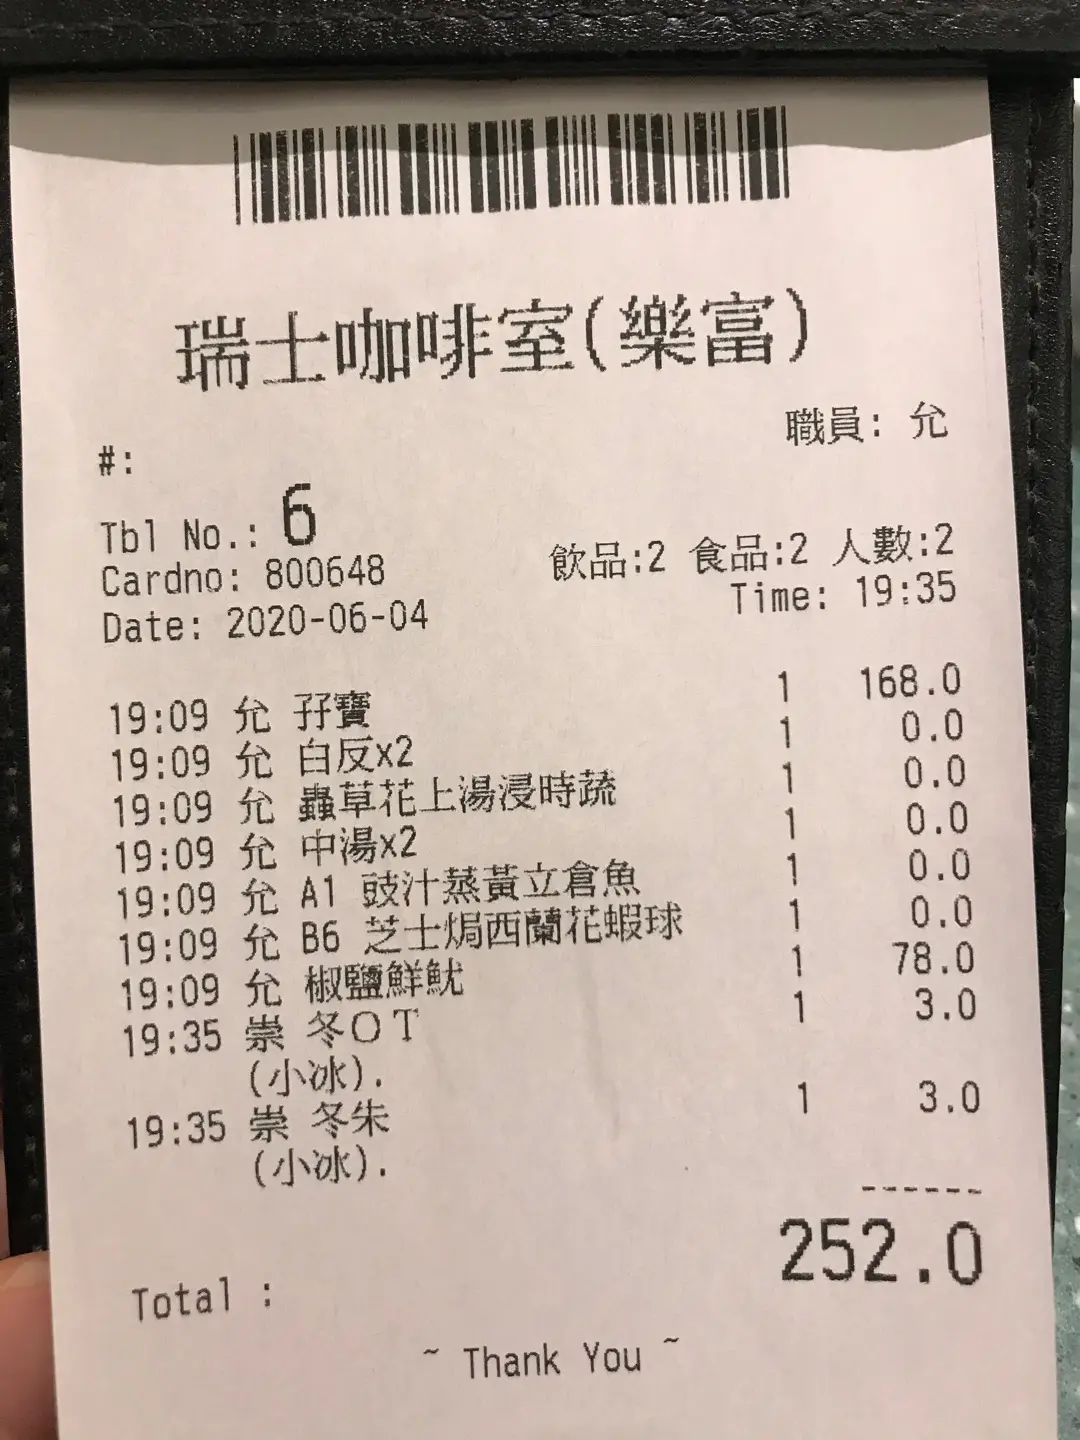 瑞士咖啡室(樂富)
職員: 允
#:
Tbl No.: 6
飲品:2 食品:2 人數:2
Cardno: 800648
Time: 19:35
Date: 2020-06-04
19:09 允 孖寶 1 168.0
19:09 允 白反x2 1 0.0
19:09 允 蟲草花上湯浸時蔬 1 0.0
19:09 允 中湯x2 1 0.0
19:09 允 A1 豉汁蒸黃立倉魚 1 0.0
19:09 允 B6 芝士焗西蘭花蝦球 1 0.0
19:09 允 椒鹽鮮魷 1 78.0
19:35 崇 冬ＯＴ 1 3.0
(小冰).
19:35 崇 冬朱 1 3.0
(小冰).
------
Total : 252.0
~ Thank You ~